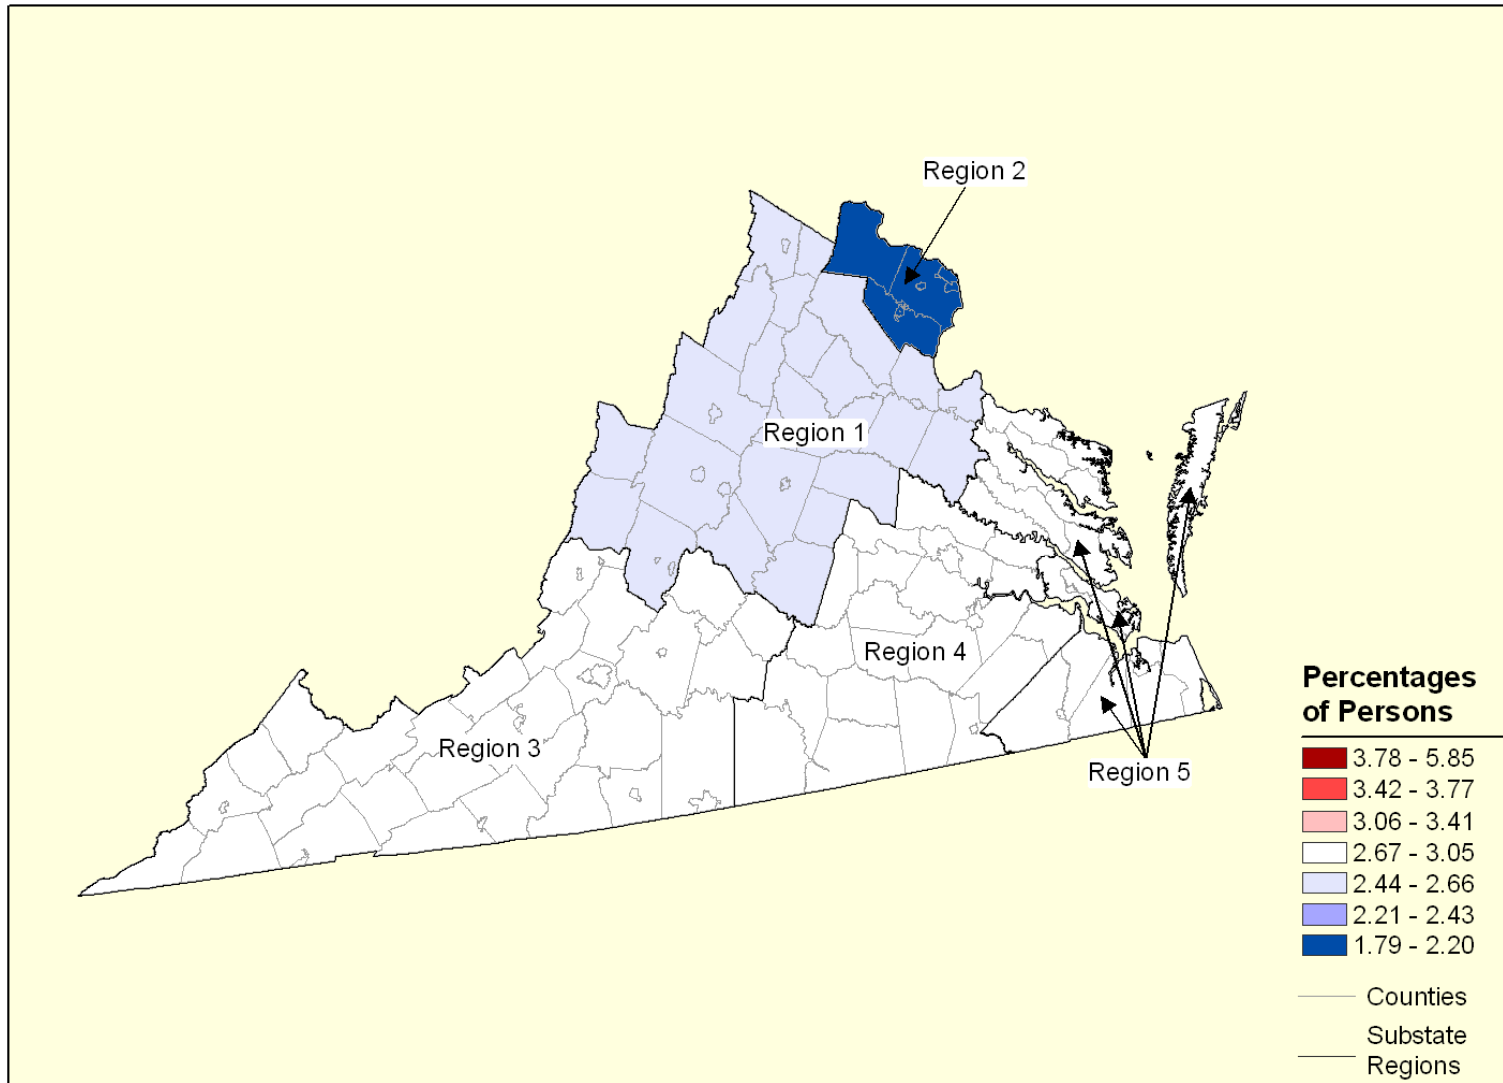 Region 2
Region 1
Region 4
Region 3
Region 5
Percentages
of Persons
3.78 - 5.85
3.42 - 3.77
3.06 - 3.41
2.67 - 3.05
2.44 - 2.66
2.21 - 2.43
1.79 - 2.20
Counties
Substate
Regions